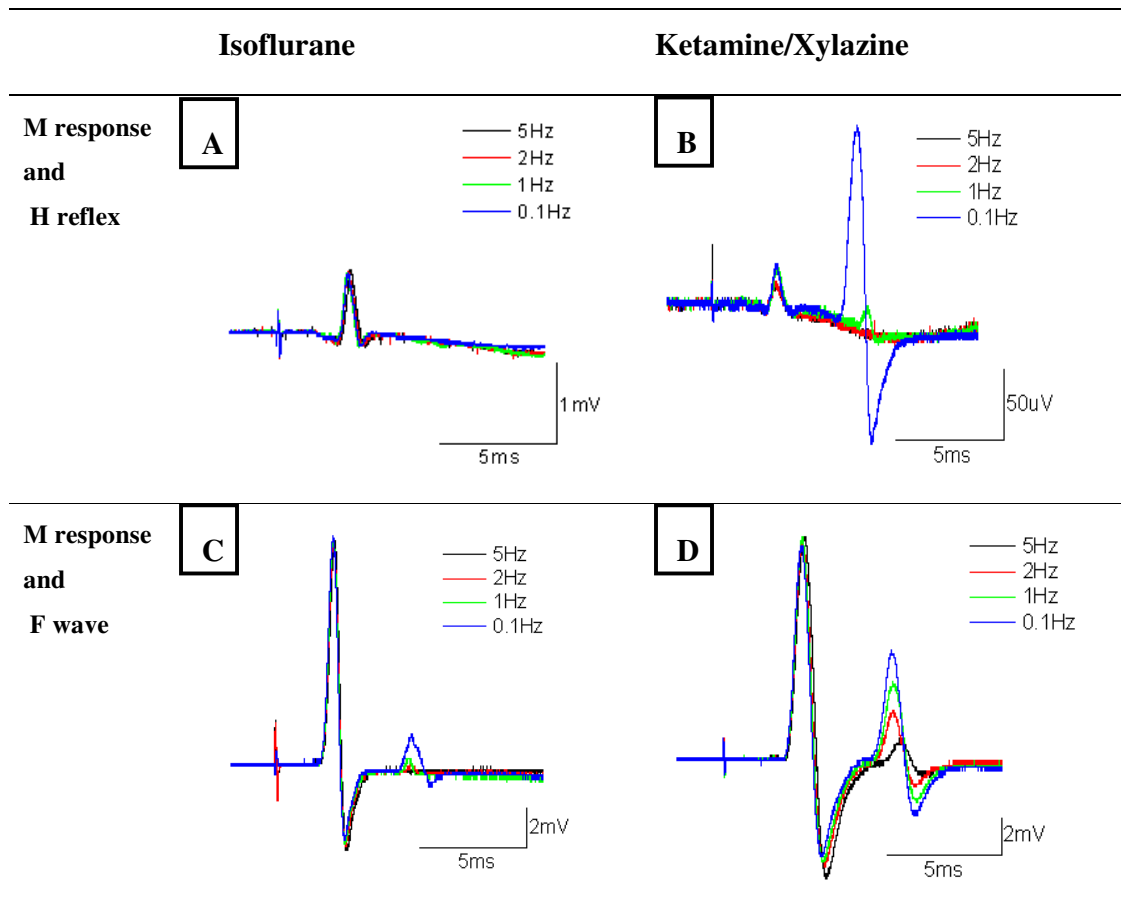 Isoflurane
Ketamine/Xylazine
M response
and
H reflex
A
5Hz
2Hz
1Hz
0.1Hz
1mV
5ms
B
5Hz
2Hz
1Hz
0.1Hz
50uV
5ms
M response
and
F wave
C
5Hz
2Hz
1Hz
0.1Hz
2mV
5ms
D
5Hz
2Hz
1Hz
0.1Hz
2mV
5ms